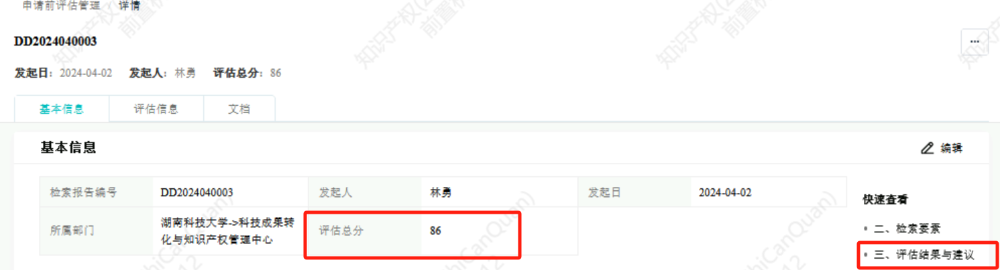 申请前评估管理 详情
DD2024040003
...
发起日：2024-04-02 发起人：林勇 评估总分：86
基本信息 评估信息 文档
基本信息 编辑
检索报告编号 DD2024040003 发起人 林勇 发起日 2024-04-02
快速查看
所属部门 湖南科技大学->科技成果转化与知识产权管理中心 评估总分 86
二、检索要素
三、评估结果与建议